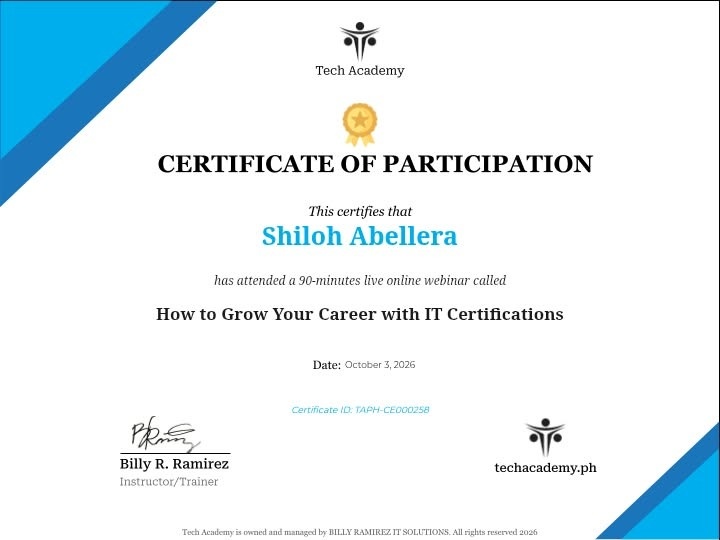 Tech Academy
CERTIFICATE OF PARTICIPATION
This certifies that
Shiloh Abellera
has attended a 90-minutes live online webinar called
How to Grow Your Career with IT Certifications
Date: October 3, 2026
Certificate ID: TAPH-CE000258
Billy R. Ramirez
Instructor/Trainer
techacademy.ph
Tech Academy is owned and managed by BILLY RAMIREZ IT SOLUTIONS. All rights reserved 2026